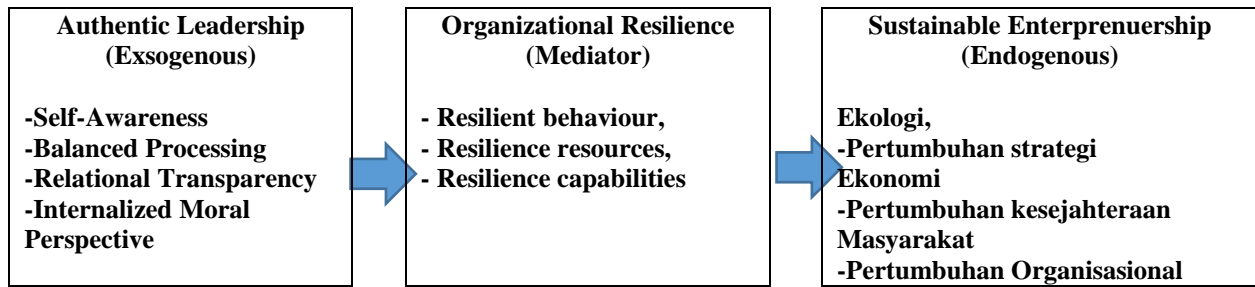 Authentic Leadership
(Exsogenous)
-Self-Awareness
-Balanced Processing
-Relational Transparency
-Internalized Moral
Perspective
Organizational Resilience
(Mediator)
- Resilient behaviour,
- Resilience resources,
- Resilience capabilities
Sustainable Enterprenuership
(Endogenous)
Ekologi,
-Pertumbuhan strategi
Ekonomi
-Pertumbuhan kesejahteraan
Masyarakat
-Pertumbuhan Organisasional